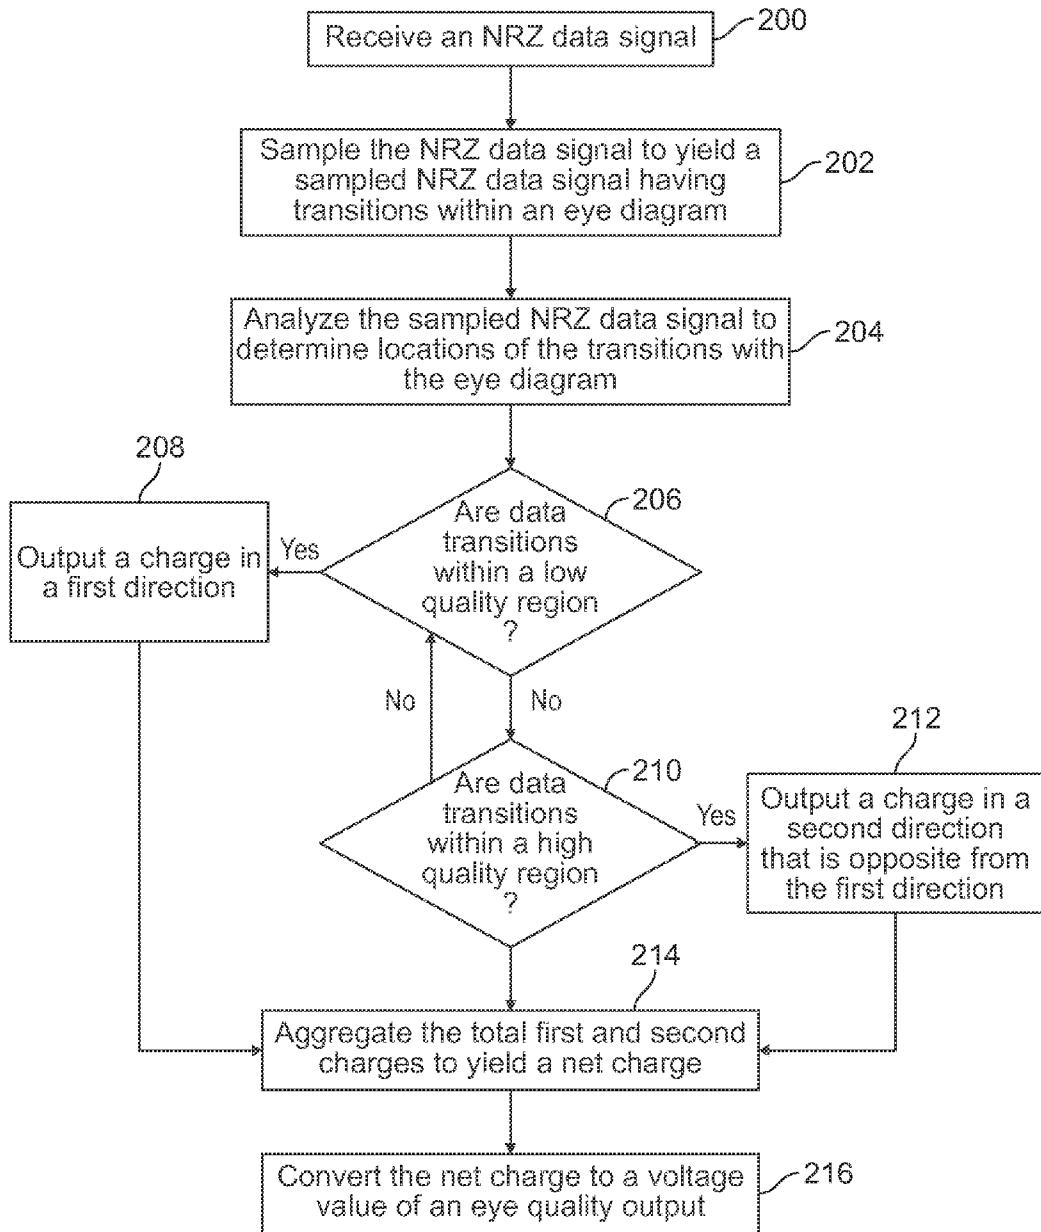 Receive an NRZ data signal
200
Sample the NRZ data signal to yield a
sampled NRZ data signal having
transitions within an eye diagram
202
Analyze the sampled NRZ data signal to
determine locations of the transitions with
the eye diagram
204
208
Output a charge in
a first direction
Yes
206
Are data
transitions
within a low
quality region
?
No
No
210
Are data
transitions
within a high
quality region
?
Yes
212
Output a charge in a
second direction
that is opposite from
the first direction
214
Aggregate the total first and second
charges to yield a net charge
Convert the net charge to a voltage
value of an eye quality output
216